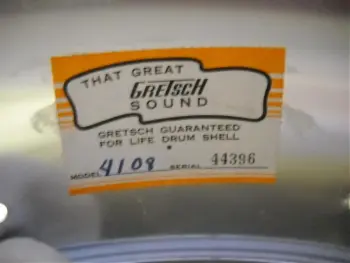 THAT GREAT
GRETSCH
SOUND
GRETSCH GUARANTEED
FOR LIFE DRUM SHELL
MODEL 4108 SERIAL 44396